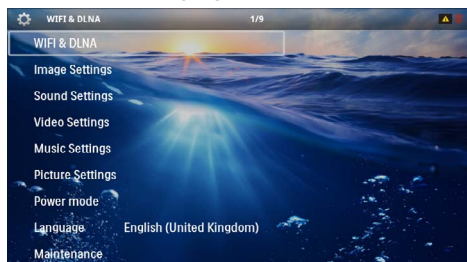 WIFI & DLNA 1/9
WIFI & DLNA
Image Settings
Sound Settings
Video Settings
Music Settings
Picture Settings
Power mode
Language English (United Kingdom)
Maintenance